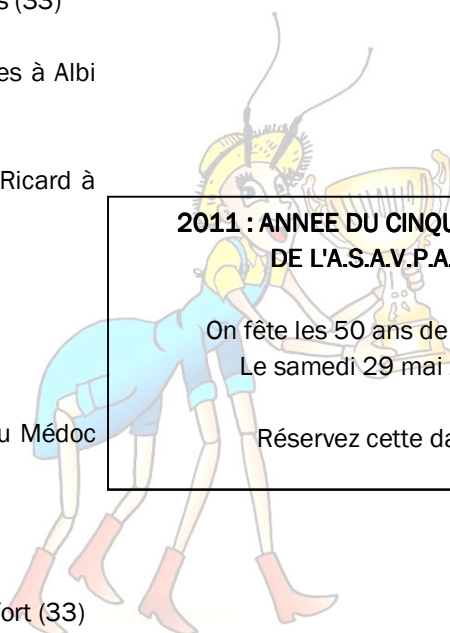 s (33)
es à Albi
Ricard à
2011 : ANNEE DU CINQU
DE L'A.S.A.V.P.A.
On fête les 50 ans de
Le samedi 29 mai
u Médoc
Réservez cette da
ort (33)